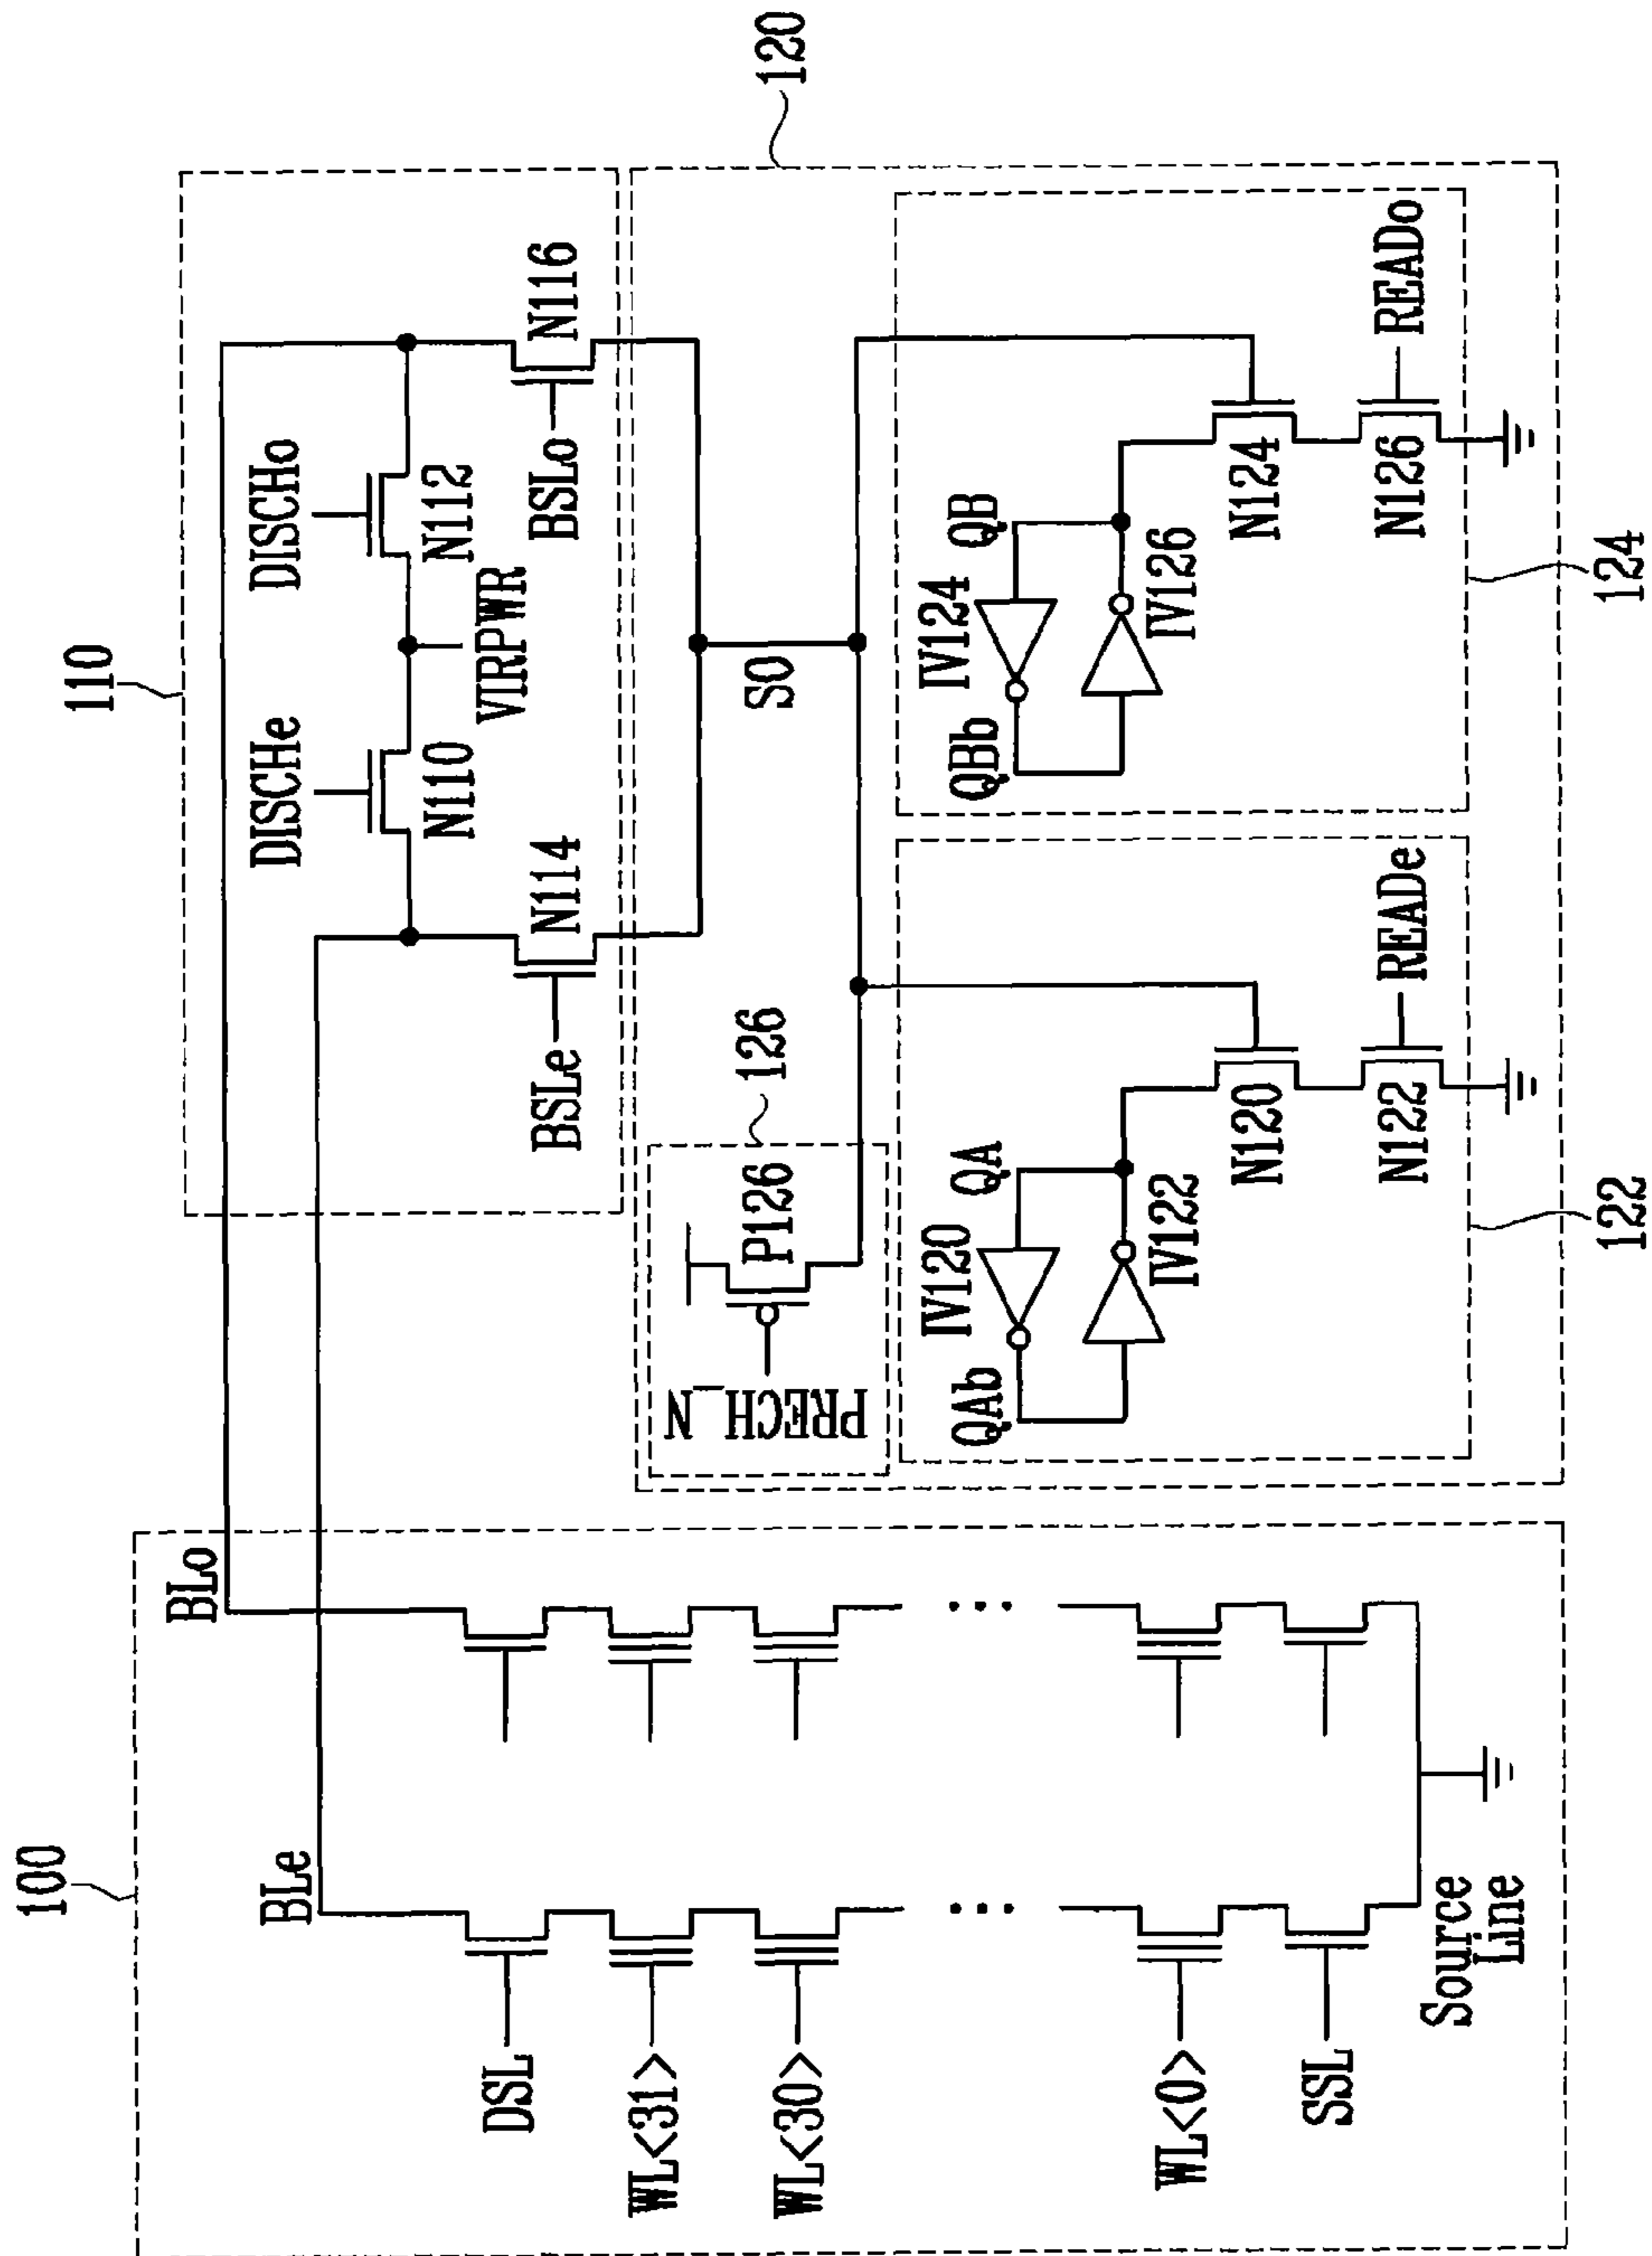 100
BLe
BLo
DSL
WL<31>
WL<30>
WL<0>
SSL
Source
Line
110
DISCHe
DISCHo
N110
N112
VIRPWR
N114
N116
BSLe
BSLo
120
126
P126
PRECH_N
SO
QA
IV120
QAb
IV122
N120
N122
READe
122
QB
IV124
QBb
IV126
N124
N126
READo
124